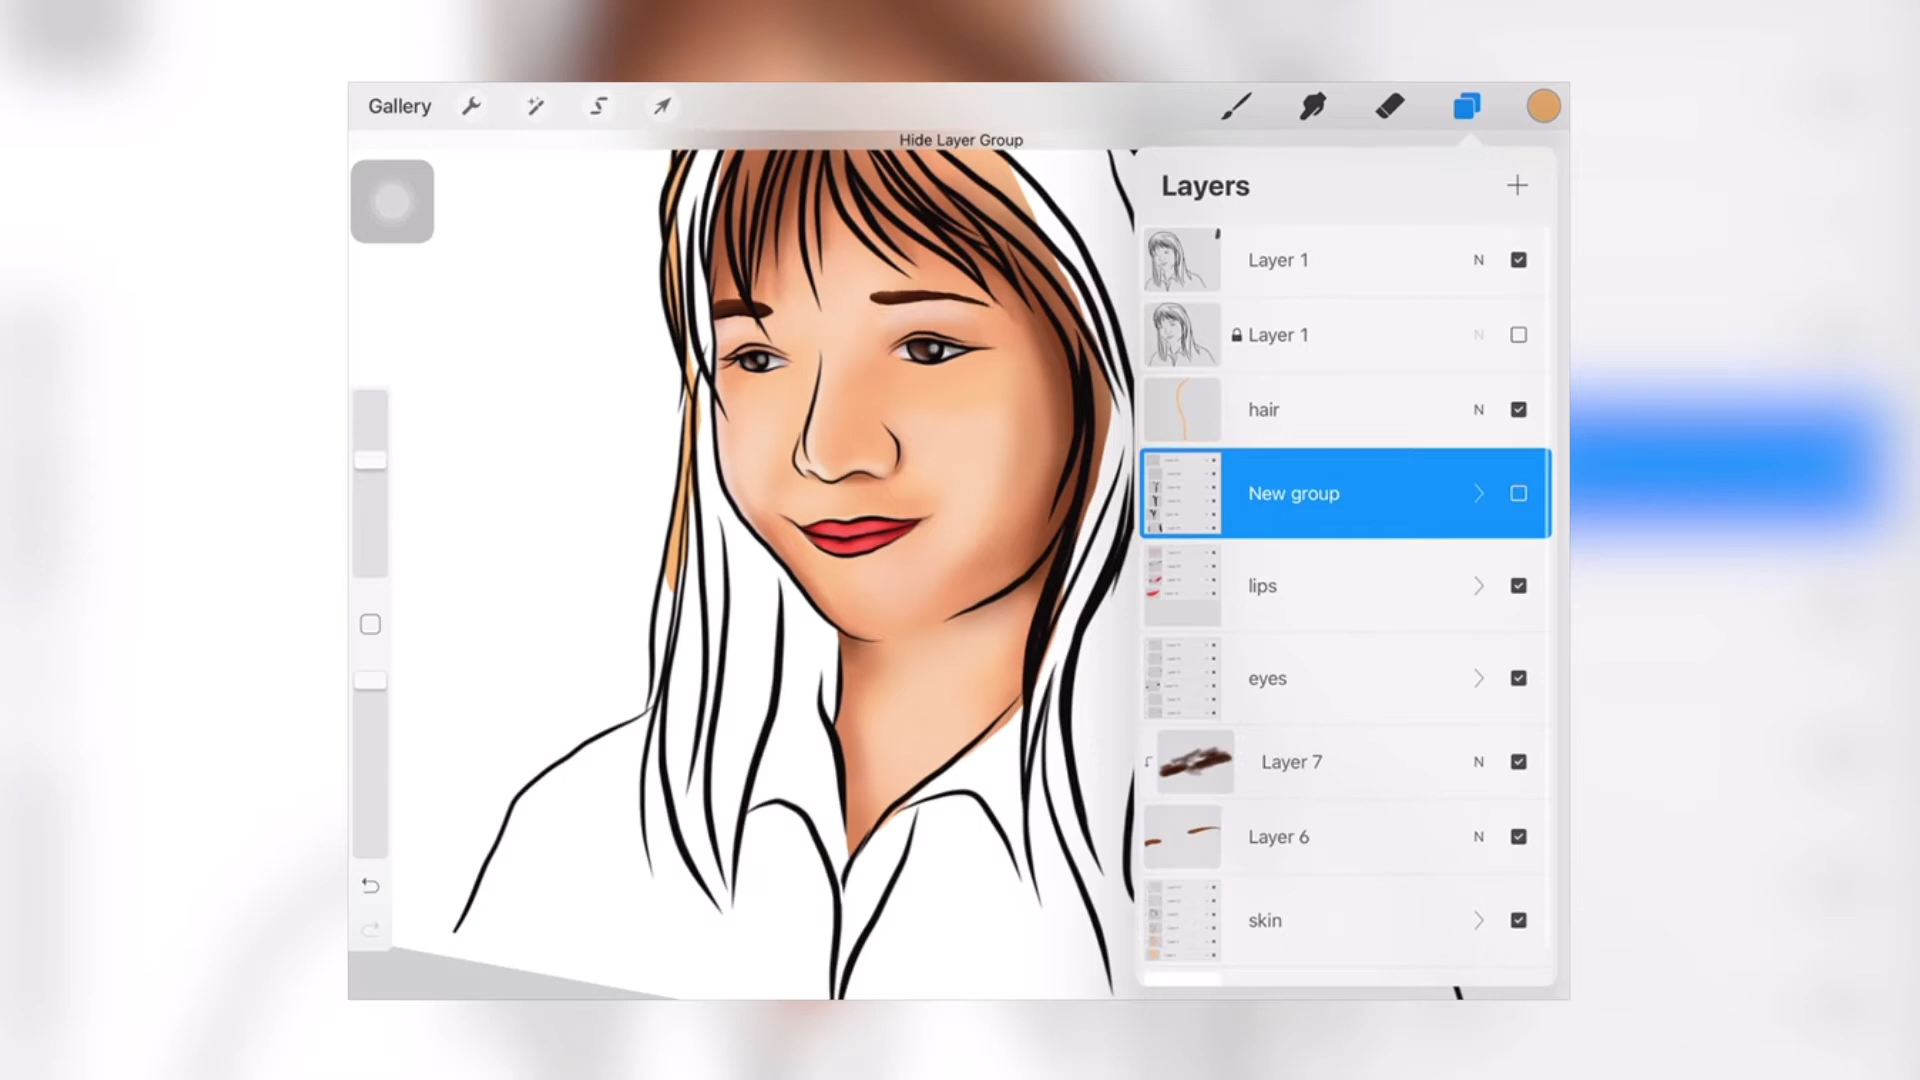 Gallery
Hide Layer Group
Layers
Layer 1 N
Layer 1 N
hair N
New group
lips
eyes
Layer 7 N
Layer 6 N
skin